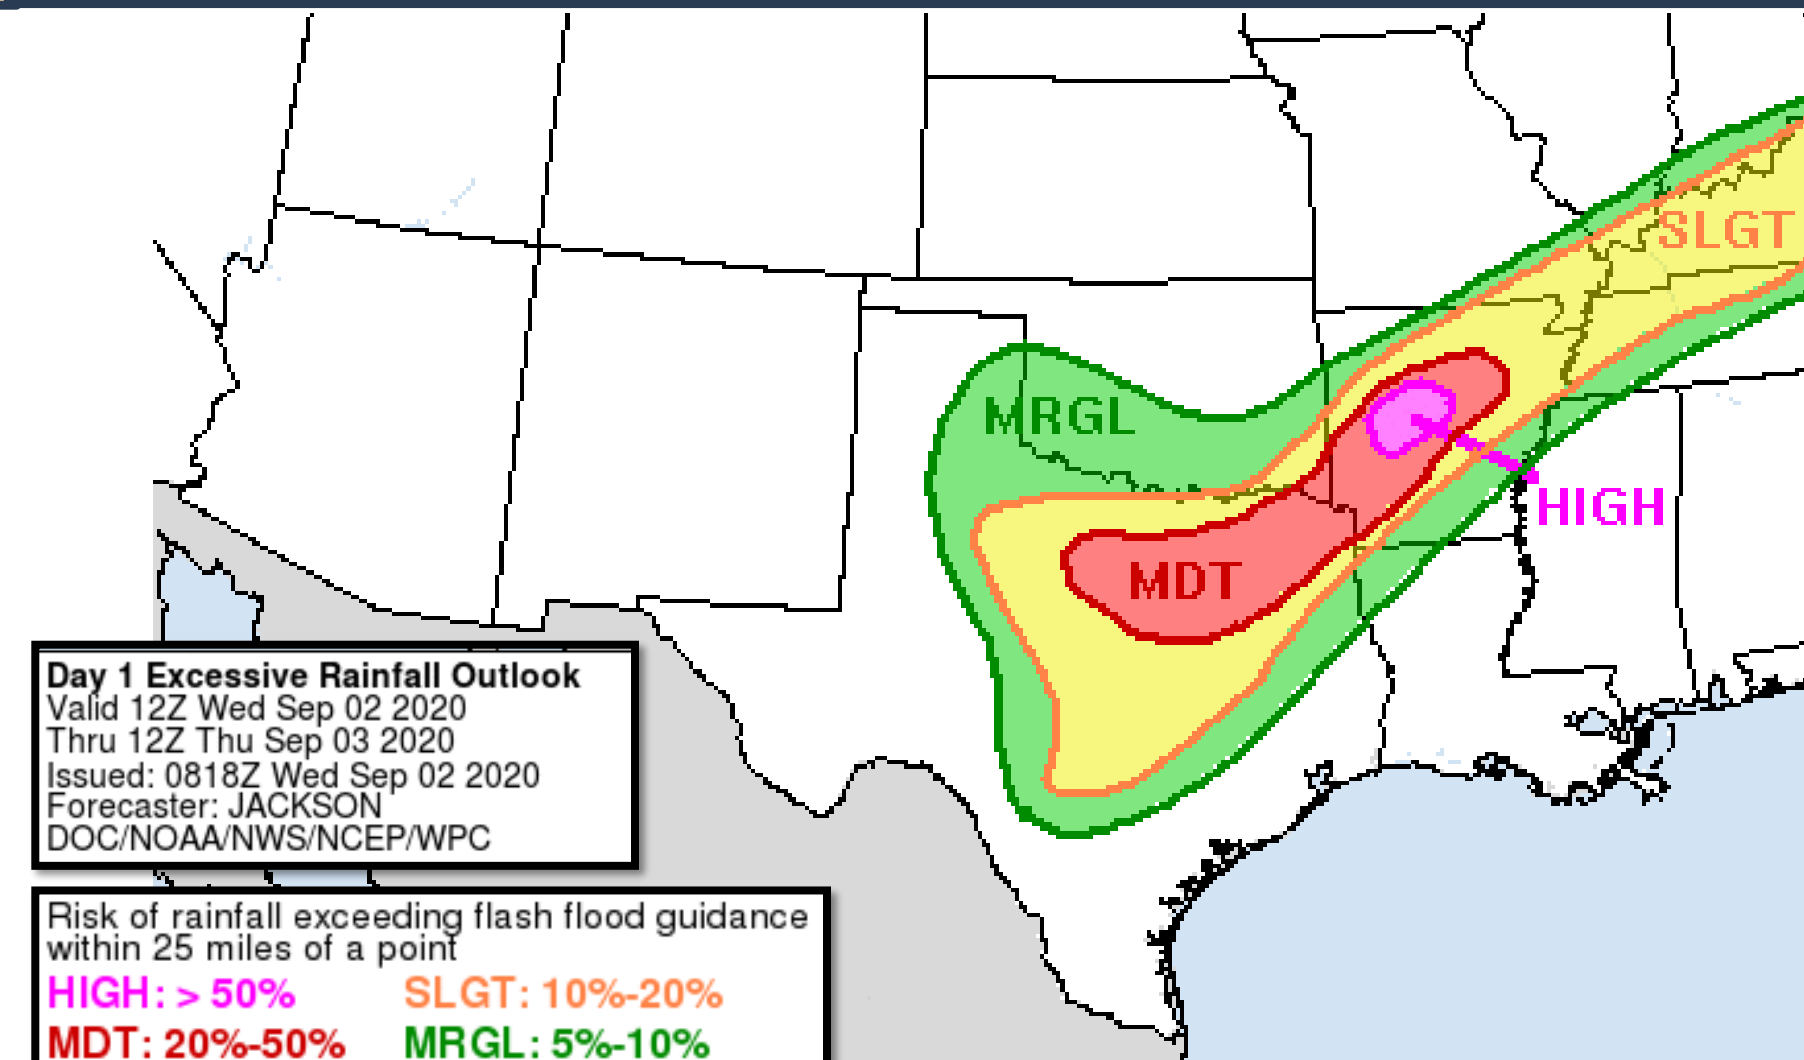 SLGT
MRGL
HIGH
MDT
Day 1 Excessive Rainfall Outlook
Valid 12Z Wed Sep 02 2020
Thru 12Z Thu Sep 03 2020
Issued: 0818Z Wed Sep 02 2020
Forecaster: JACKSON
DOC/NOAA/NWS/NCEP/WPC
Risk of rainfall exceeding flash flood guidance
within 25 miles of a point
HIGH: > 50% SLGT: 10%-20%
MDT: 20%-50% MRGL: 5%-10%